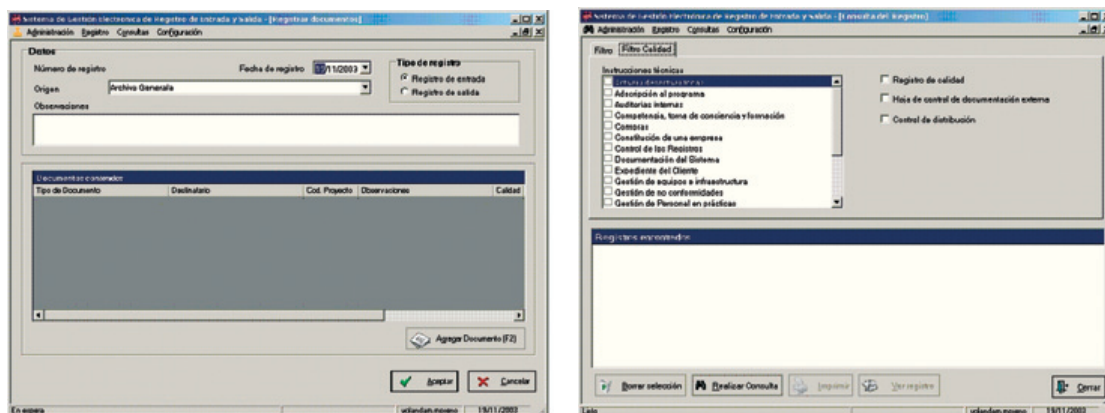 Sistema de Gestión Electrónica de Registro de Entrada y Salida - [Registrar documentos]
Administración Registro Consultas Configuración
Datos
Número de registro
Fecha de registro
/11/2003
Tipo de registro
Registro de entrada
Registro de salida
Origen
Archivo Generala
Observaciones
Documentos contenidos
Tipo de Documento Destinatario Cod. Proyecto Observaciones Calidad
Agregar Documento (F2)
Aceptar Cancelar
En espera
yolandam.moreno 19/11/2003
Sistema de Gestión Electrónica de Registro de Entrada y Salida - [Consulta del Registro]
Administración Registro Consultas Configuración
Filtro Filtro Calidad
Instrucciones técnicas
Adscripción al programa
Auditorias internas
Competencia, toma de conciencia y formación
Compras
Constitución de una empresa
Control de los Registros
Documentación del Sistema
Expediente del Cliente
Gestión de equipos e infraestructura
Gestión de no conformidades
Gestión de Personal en prácticas
Registro de calidad
Hoja de control de documentación externa
Control de distribución
Registros encontrados
Borrar selección Realizar Consulta Imprimir Ver registro Cerrar
Listo
yolandam.moreno 19/11/2003